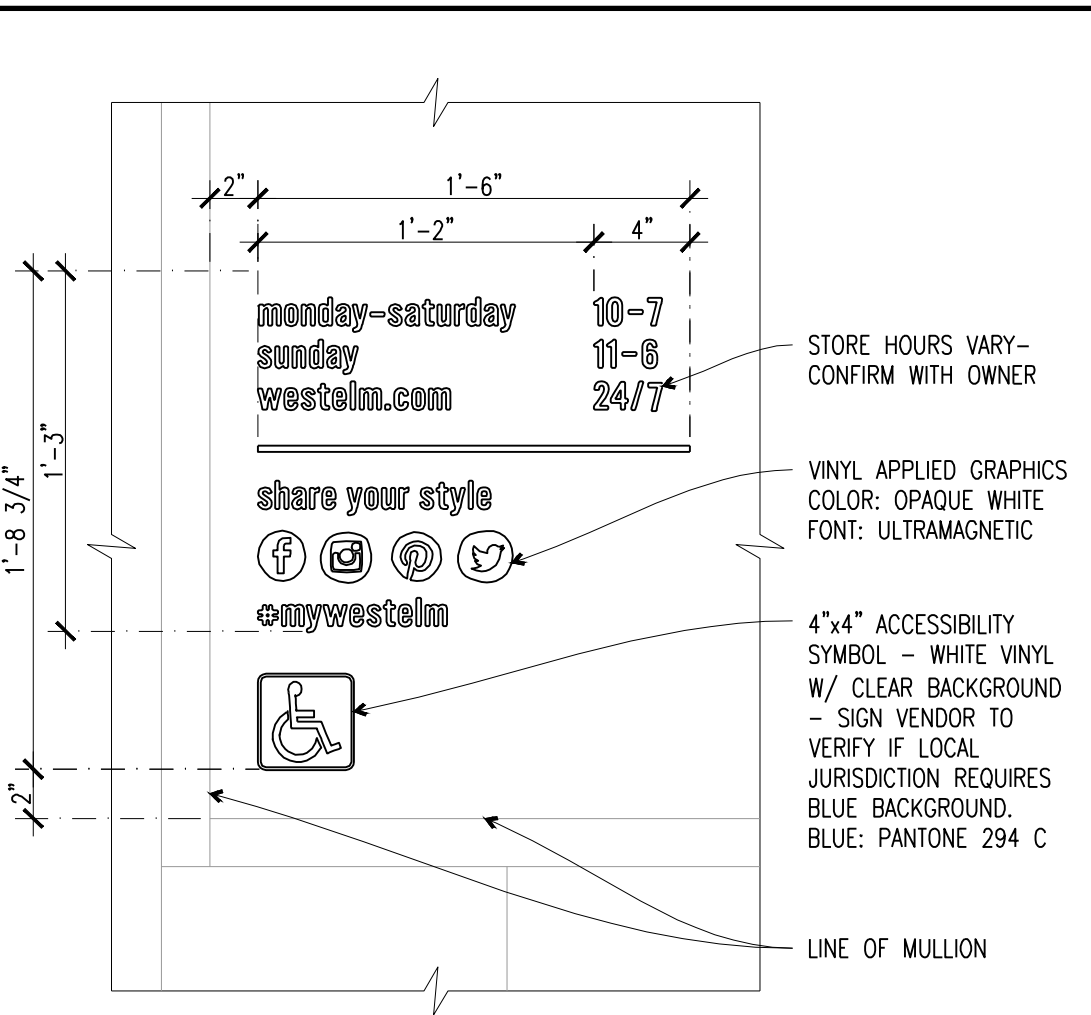 2" 1'-6"
1'-2" 4"
monday-saturday 10-7
sunday 11-6
westelm.com 24/7
share your style
#mywestelm
1'-3"
1'-8 3/4"
2"
STORE HOURS VARY-
CONFIRM WITH OWNER
VINYL APPLIED GRAPHICS
COLOR: OPAQUE WHITE
FONT: ULTRAMAGNETIC
4"x4" ACCESSIBILITY
SYMBOL - WHITE VINYL
W/ CLEAR BACKGROUND
- SIGN VENDOR TO
VERIFY IF LOCAL
JURISDICTION REQUIRES
BLUE BACKGROUND.
BLUE: PANTONE 294 C
LINE OF MULLION